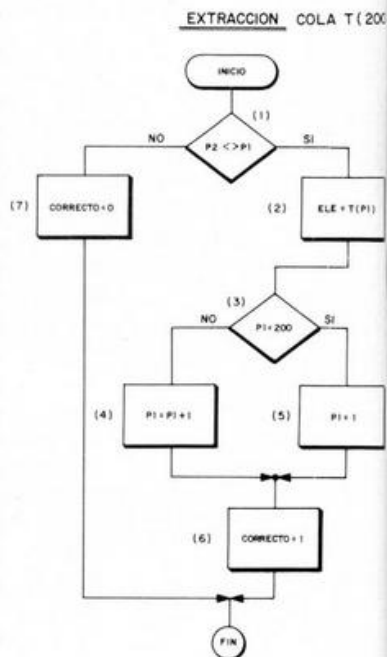 EXTRACCION COLA T(200
INICIO
(1)
NO P2 <> P1 SI
(7) CORRECTO=0
(2) ELE = T(P1)
(3)
NO P1=200 SI
(4) P1=P1+1
(5) P1=1
(6) CORRECTO=1
FIN